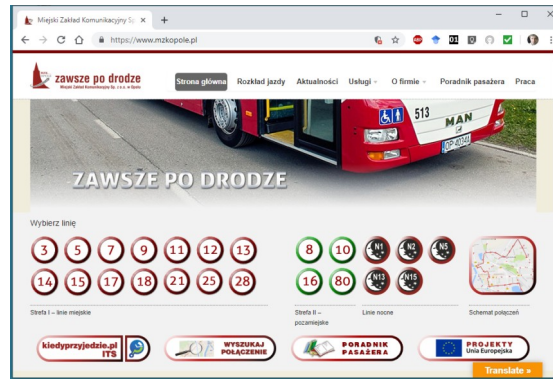 Miejski Zakład Komunikacyjny Sp
https://www.mzkopole.pl
zawsze po drodze
Miejski Zakład Komunikacyjny Sp. z o.o. w Opolu
Strona główna
Rozkład jazdy
Aktualności
Usługi
O firmie
Poradnik pasażera
Praca
513
MAN
OP 4034U
ZAWSZE PO DRODZE
Wybierz linię
3 5 7 9 11 12 13
8 10 N1 N2 N5
14 15 17 18 21 25 28
16 80 N13 N15
Strefa I – linie miejskie
Strefa II –
pozamiejskie
Linie nocne
Schemat połączeń
kiedyprzyjedzie.pl
ITS
WYSZUKAJ
POŁĄCZENIE
PORADNIK
PASAŻERA
PROJEKTY
Unia Europejska
Translate »